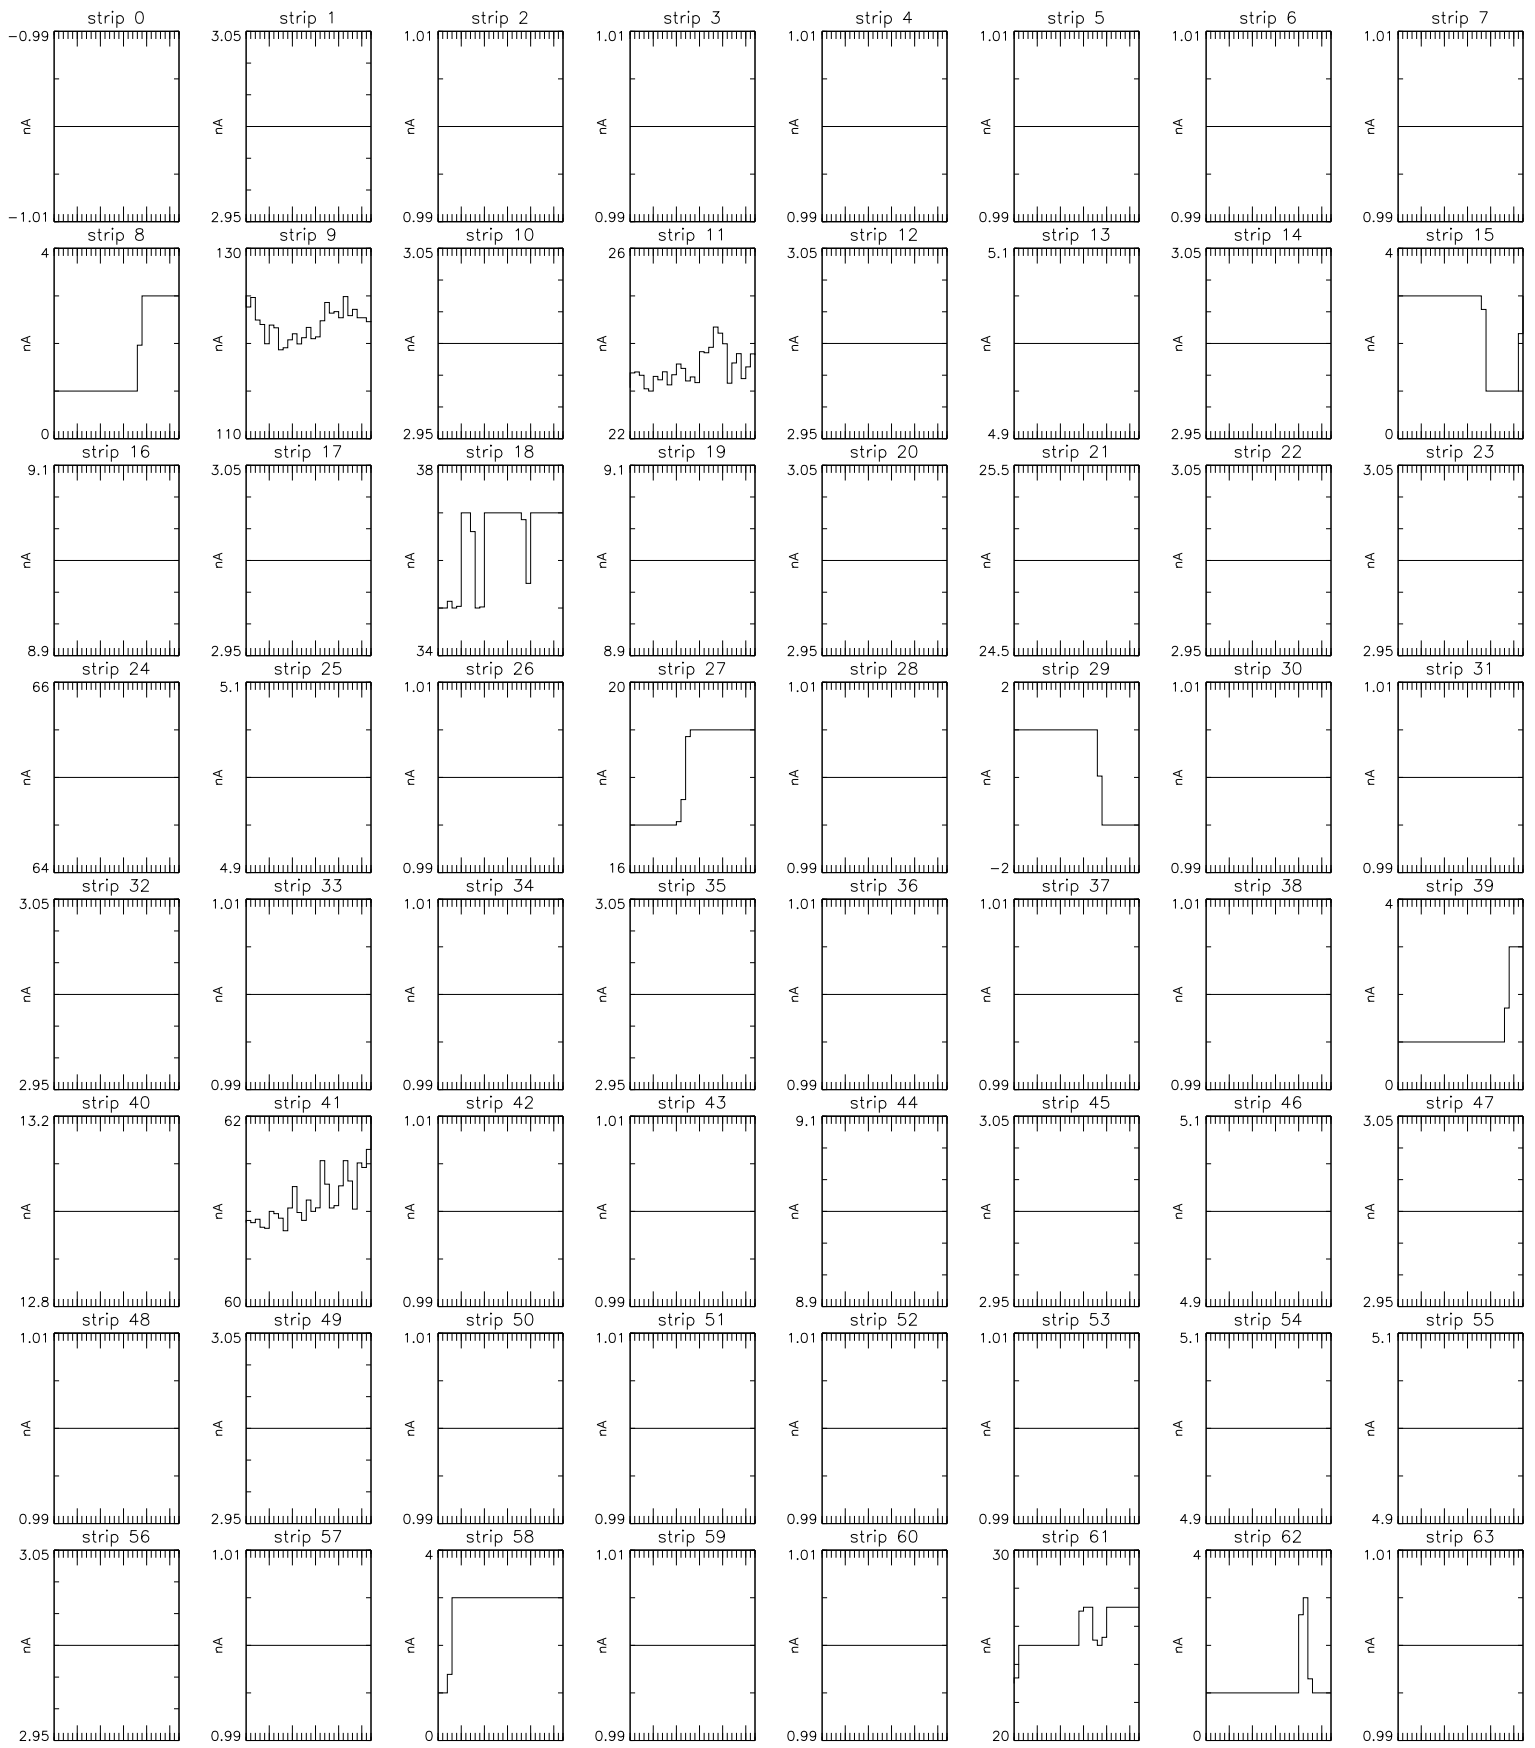 strip 0 strip 1 strip 2 strip 3 strip 4 strip 5 strip 6 strip 7
-0.99 3.05 1.01 1.01 1.01 1.01 1.01 1.01
nA nA nA nA nA nA nA nA
-1.01 2.95 0.99 0.99 0.99 0.99 0.99 0.99
strip 8 strip 9 strip 10 strip 11 strip 12 strip 13 strip 14 strip 15
4 130 3.05 26 3.05 5.1 3.05 4
nA nA nA nA nA nA nA nA
0 110 2.95 22 2.95 4.9 2.95 0
strip 16 strip 17 strip 18 strip 19 strip 20 strip 21 strip 22 strip 23
9.1 3.05 38 9.1 3.05 25.5 3.05 3.05
nA nA nA nA nA nA nA nA
8.9 2.95 34 8.9 2.95 24.5 2.95 2.95
strip 24 strip 25 strip 26 strip 27 strip 28 strip 29 strip 30 strip 31
66 5.1 1.01 20 1.01 2 1.01 1.01
nA nA nA nA nA nA nA nA
64 4.9 0.99 16 0.99 -2 0.99 0.99
strip 32 strip 33 strip 34 strip 35 strip 36 strip 37 strip 38 strip 39
3.05 1.01 1.01 3.05 1.01 1.01 1.01 4
nA nA nA nA nA nA nA nA
2.95 0.99 0.99 2.95 0.99 0.99 0.99 0
strip 40 strip 41 strip 42 strip 43 strip 44 strip 45 strip 46 strip 47
13.2 62 1.01 1.01 9.1 3.05 5.1 3.05
nA nA nA nA nA nA nA nA
12.8 60 0.99 0.99 8.9 2.95 4.9 2.95
strip 48 strip 49 strip 50 strip 51 strip 52 strip 53 strip 54 strip 55
1.01 3.05 1.01 1.01 1.01 1.01 5.1 5.1
nA nA nA nA nA nA nA nA
0.99 2.95 0.99 0.99 0.99 0.99 4.9 4.9
strip 56 strip 57 strip 58 strip 59 strip 60 strip 61 strip 62 strip 63
3.05 1.01 4 1.01 1.01 30 4 1.01
nA nA nA nA nA nA nA nA
2.95 0.99 0 0.99 0.99 20 0 0.99